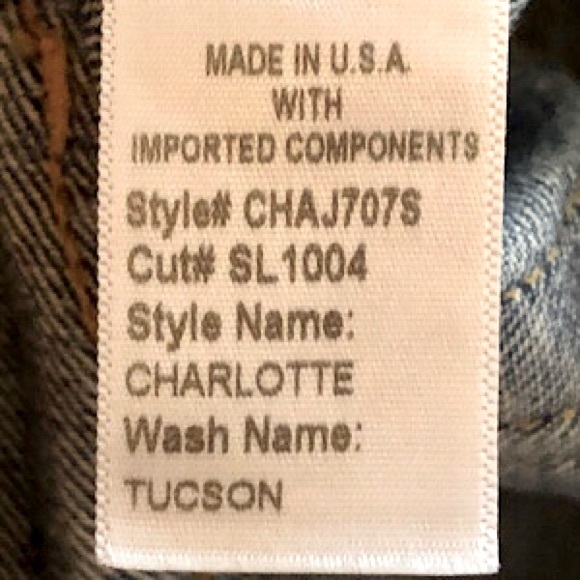 MADE IN U.S.A.
WITH
IMPORTED COMPONENTS
Style# CHAJ707S
Cut# SL1004
Style Name:
CHARLOTTE
Wash Name:
TUCSON